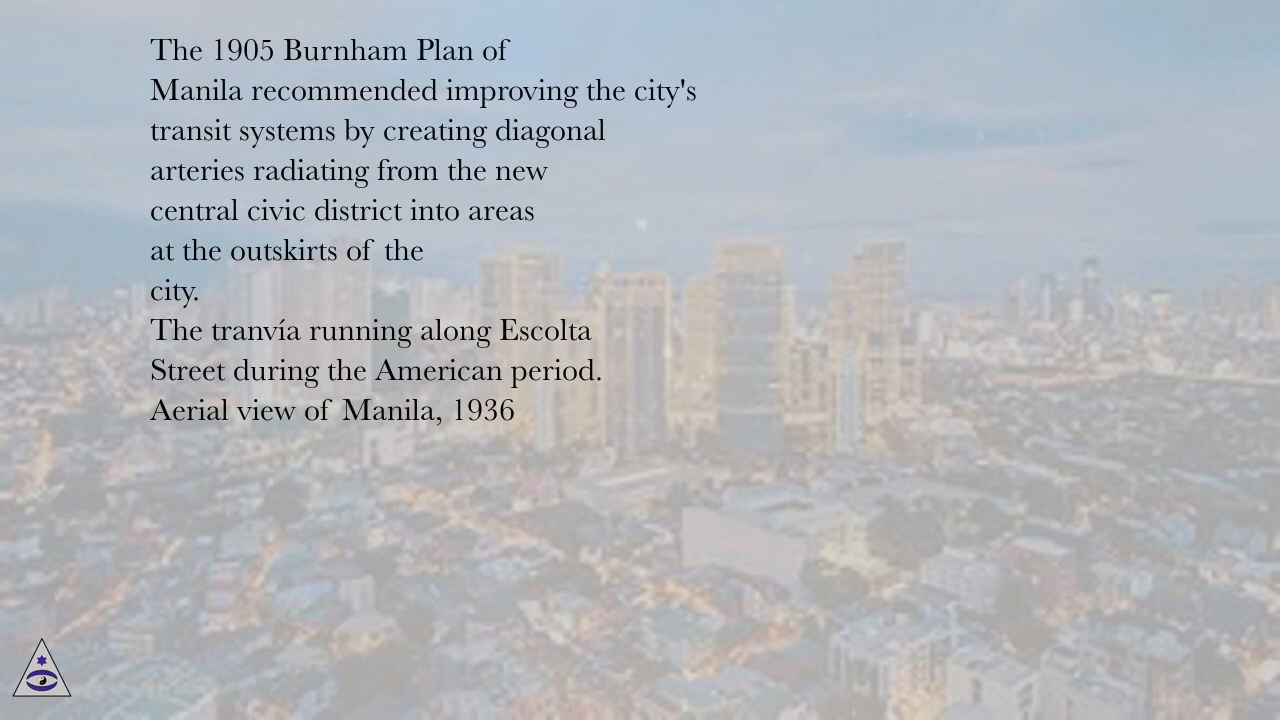 The 1905 Burnham Plan of
Manila recommended improving the city's
transit systems by creating diagonal
arteries radiating from the new
central civic district into areas
at the outskirts of the
city.
The tranvía running along Escolta
Street during the American period.
Aerial view of Manila, 1936